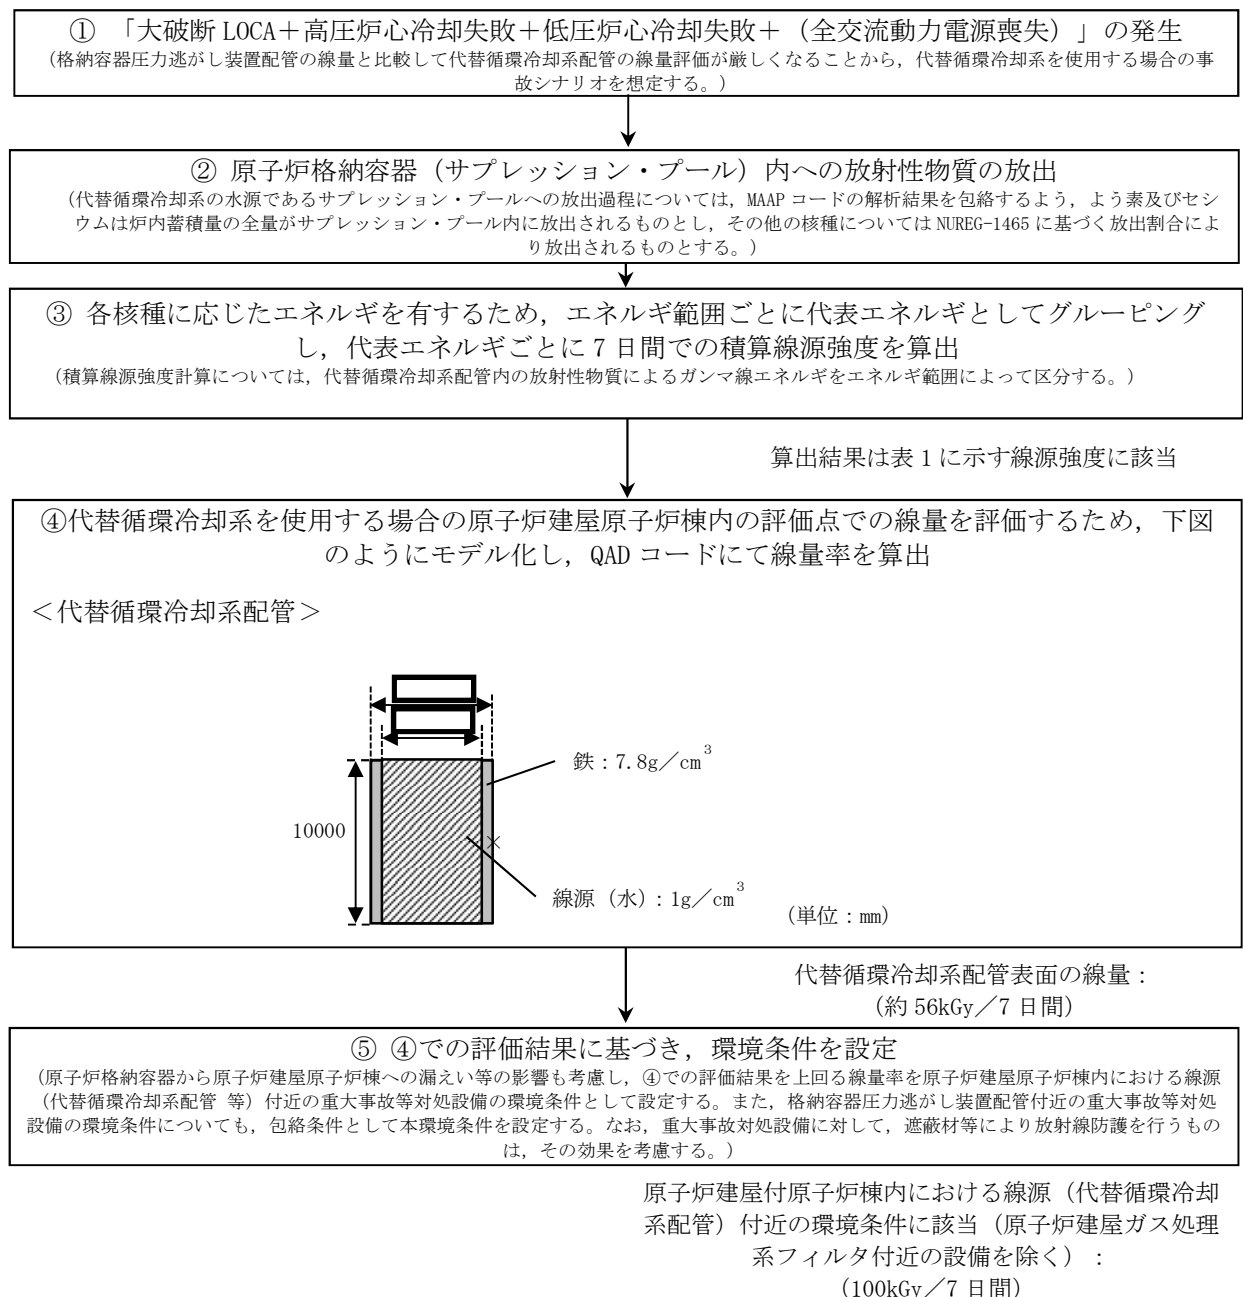 ① 「大破断 LOCA＋高圧炉心冷却失敗＋低圧炉心冷却失敗＋（全交流動力電源喪失）」の発生
（格納容器圧力逃がし装置配管の線量と比較して代替循環冷却系配管の線量評価が厳しくなることから，代替循環冷却系を使用する場合の事
故シナリオを想定する。）
② 原子炉格納容器（サプレッション・プール）内への放射性物質の放出
（代替循環冷却系の水源であるサプレッション・プールへの放出過程については，MAAP コードの解析結果を包絡するよう，よう素及びセシ
ウムは炉内蓄積量の全量がサプレッション・プール内に放出されるものとし，その他の核種については NUREG-1465 に基づく放出割合によ
り放出されるものとする。）
③ 各核種に応じたエネルギを有するため，エネルギ範囲ごとに代表エネルギとしてグルーピング
し，代表エネルギごとに 7 日間での積算線源強度を算出
（積算線源強度計算については，代替循環冷却系配管内の放射性物質によるガンマ線エネルギをエネルギ範囲によって区分する。）
算出結果は表 1 に示す線源強度に該当
④代替循環冷却系を使用する場合の原子炉建屋原子炉棟内の評価点での線量を評価するため，下図
のようにモデル化し，QAD コードにて線量率を算出
＜代替循環冷却系配管＞
鉄：7.8g／cm³
10000
線源（水）：1g／cm³
（単位：mm）
代替循環冷却系配管表面の線量：
（約 56kGy／7 日間）
⑤ ④での評価結果に基づき，環境条件を設定
（原子炉格納容器から原子炉建屋原子炉棟への漏えい等の影響も考慮し，④での評価結果を上回る線量率を原子炉建屋原子炉棟内における線源
（代替循環冷却系配管 等）付近の重大事故等対処設備の環境条件として設定する。また，格納容器圧力逃がし装置配管付近の重大事故等対処
設備の環境条件についても，包絡条件として本環境条件を設定する。なお，重大事故対処設備に対して，遮蔽材等により放射線防護を行うもの
は，その効果を考慮する。）
原子炉建屋付原子炉棟内における線源（代替循環冷却
系配管）付近の環境条件に該当（原子炉建屋ガス処理
系フィルタ付近の設備を除く）：
（100kGy／7 日間）